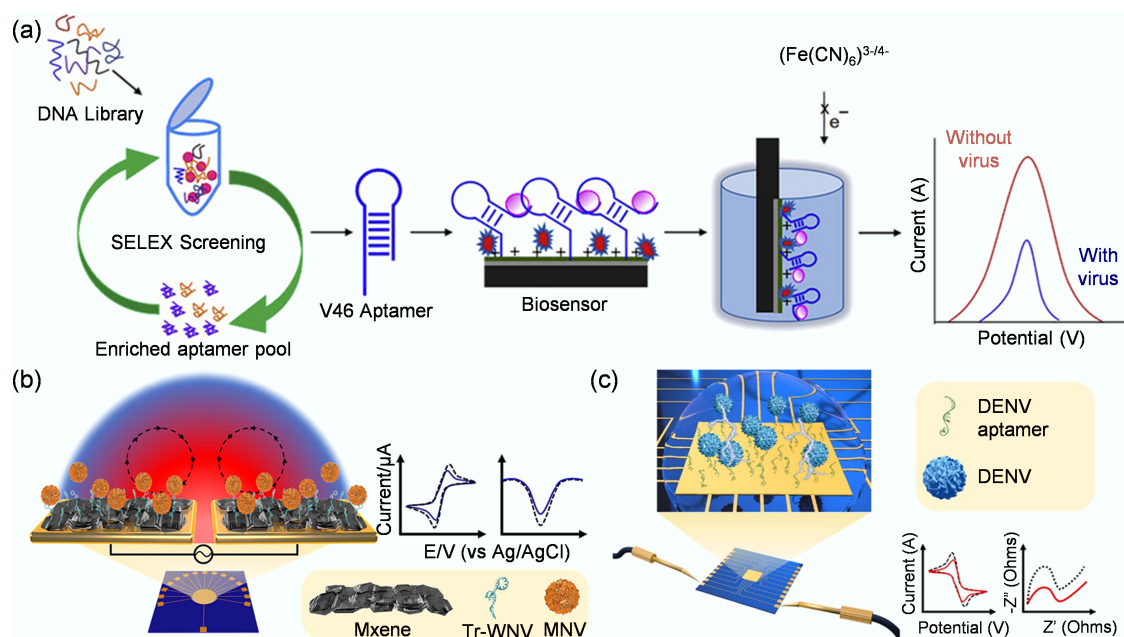 (a)
DNA Library
SELEX Screening
Enriched aptamer pool
V46 Aptamer
+ + + + + +
Biosensor
(Fe(CN)6)3-/4-
x
e−
+
+
+
+
Without
virus
With
virus
Current (A)
Potential (V)
(b)
Current/µA
E/V (vs Ag/AgCl)
Mxene
Tr-WNV
MNV
(c)
DENV
aptamer
DENV
Current (A)
Potential (V)
-Z" (Ohms)
Z' (Ohms)